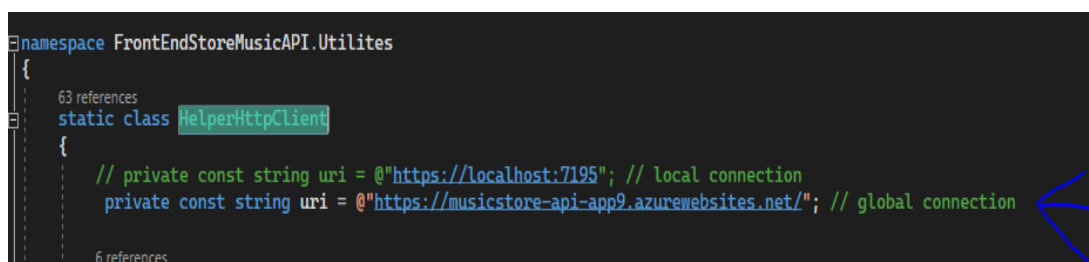 namespace FrontEndStoreMusicAPI.Utilites
{
63 references
static class HelperHttpClient
{
// private const string uri = @"https://localhost:7195"; // local connection
private const string uri = @"https://musicstore-api-app9.azurewebsites.net/"; // global connection
6 references